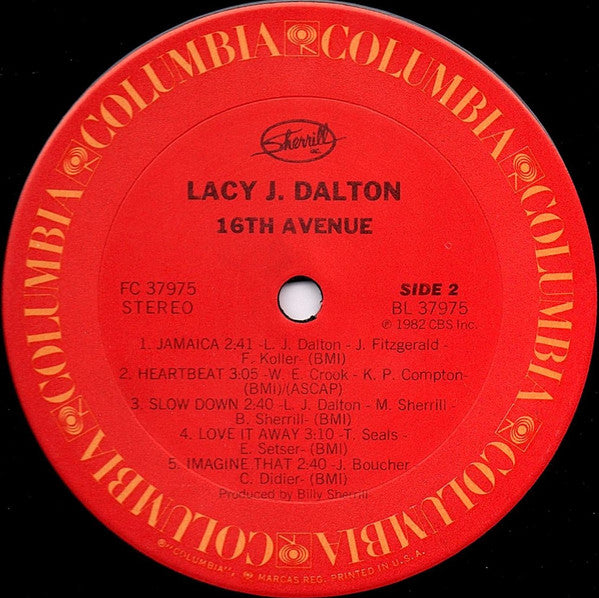 COLUMBIA COLUMBIA COLUMBIA COLUMBIA COLUMBIA COLUMBIA
Sherrill
INC.
LACY J. DALTON
16TH AVENUE
FC 37975
STEREO
SIDE 2
BL 37975
℗ 1982 CBS Inc.
1. JAMAICA 2:41 -L. J. Dalton - J. Fitzgerald -
F. Koller- (BMI)
2. HEARTBEAT 3:05 -W. E. Crook - K. P. Compton-
(BMI)/(ASCAP)
3. SLOW DOWN 2:40 -L. J. Dalton - M. Sherrill -
B. Sherrill- (BMI)
4. LOVE IT AWAY 3:10 -T. Seals -
E. Setser- (BMI)
5. IMAGINE THAT 2:40 -J. Boucher -
C. Didier- (BMI)
Produced by Billy Sherrill
® "COLUMBIA", MARCAS REG. PRINTED IN U.S.A.